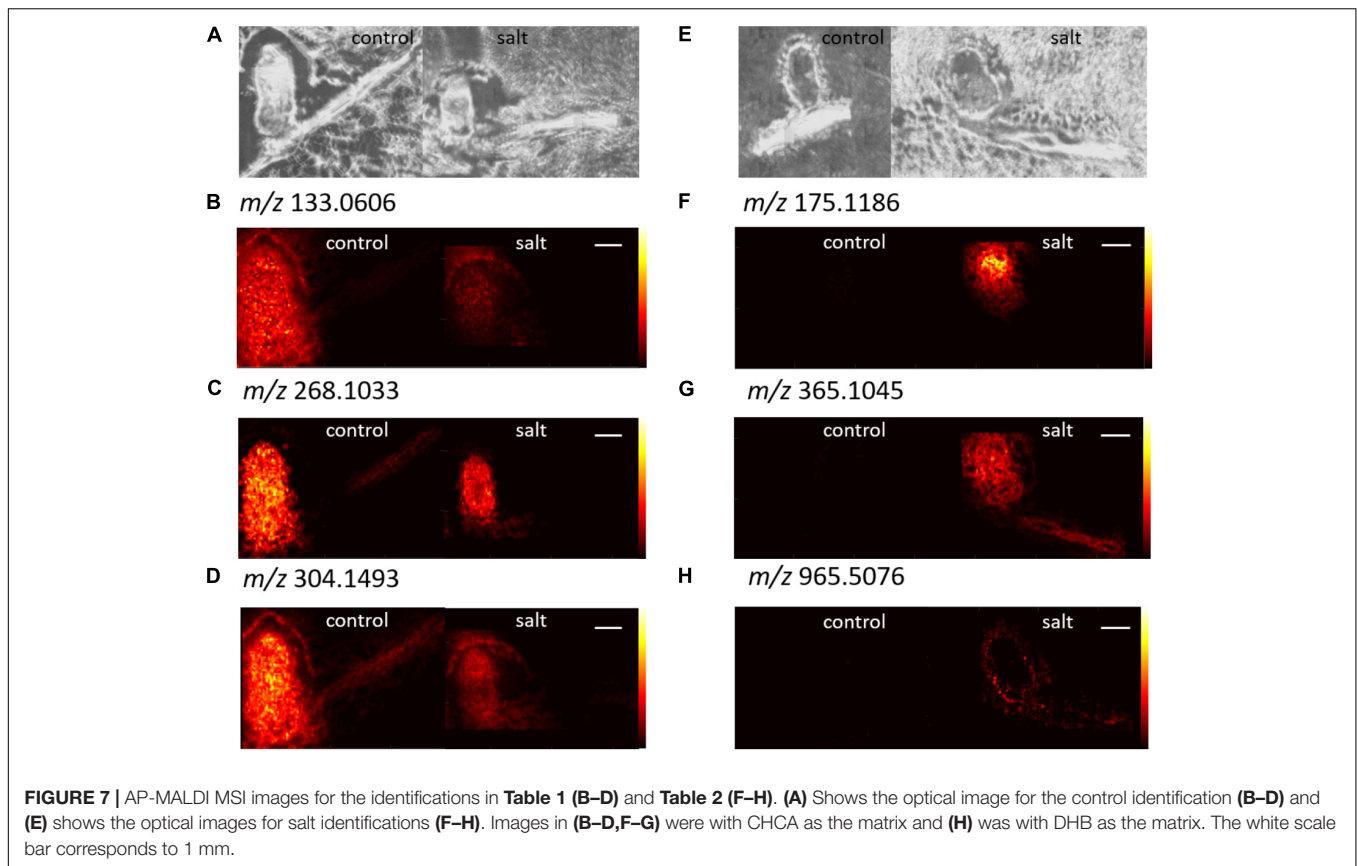 A
control
salt
E
control
salt
B
m/z 133.0606
control
salt
F
m/z 175.1186
control
salt
C
m/z 268.1033
control
salt
G
m/z 365.1045
control
salt
D
m/z 304.1493
control
salt
H
m/z 965.5076
control
salt
FIGURE 7 | AP-MALDI MSI images for the identifications in Table 1 (B–D) and Table 2 (F–H). (A) Shows the optical image for the control identification (B–D) and
(E) shows the optical images for salt identifications (F–H). Images in (B–D,F–G) were with CHCA as the matrix and (H) was with DHB as the matrix. The white scale
bar corresponds to 1 mm.